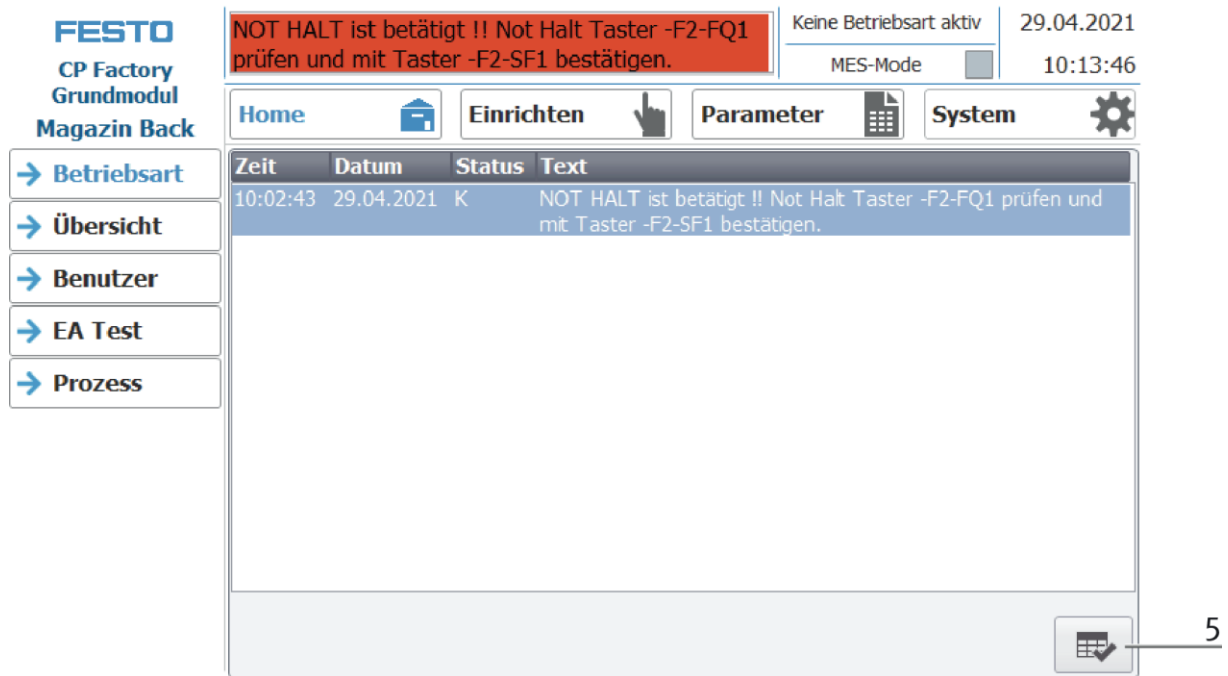 FESTO
CP Factory
Grundmodul
Magazin Back
NOT HALT ist betätigt !! Not Halt Taster -F2-FQ1
prüfen und mit Taster -F2-SF1 bestätigen.
Keine Betriebsart aktiv
MES-Mode
29.04.2021
10:13:46
Home
Einrichten
Parameter
System
Betriebsart
Übersicht
Benutzer
EA Test
Prozess
Zeit Datum Status Text
10:02:43 29.04.2021 K NOT HALT ist betätigt !! Not Halt Taster -F2-FQ1 prüfen und
mit Taster -F2-SF1 bestätigen.
5